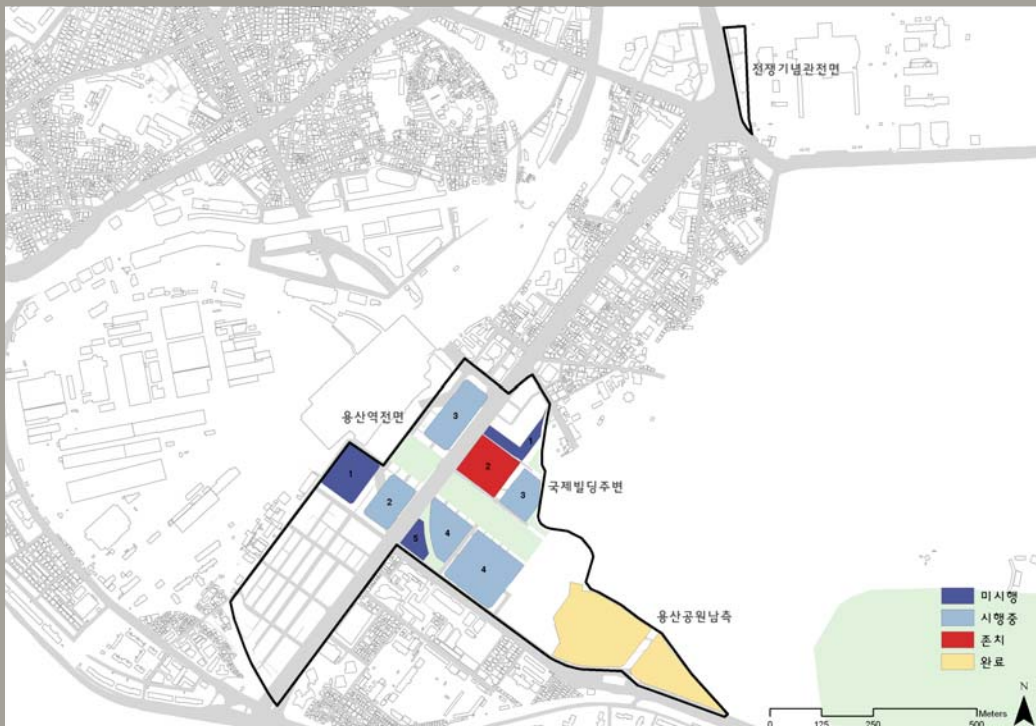 전쟁기념관전면
용산역전면
3
1
2
국제빌딩주변
1
2
3
5
4
4
용산공원남측
미시행
시행중
존치
완료
N
Meters
0 125 250 500